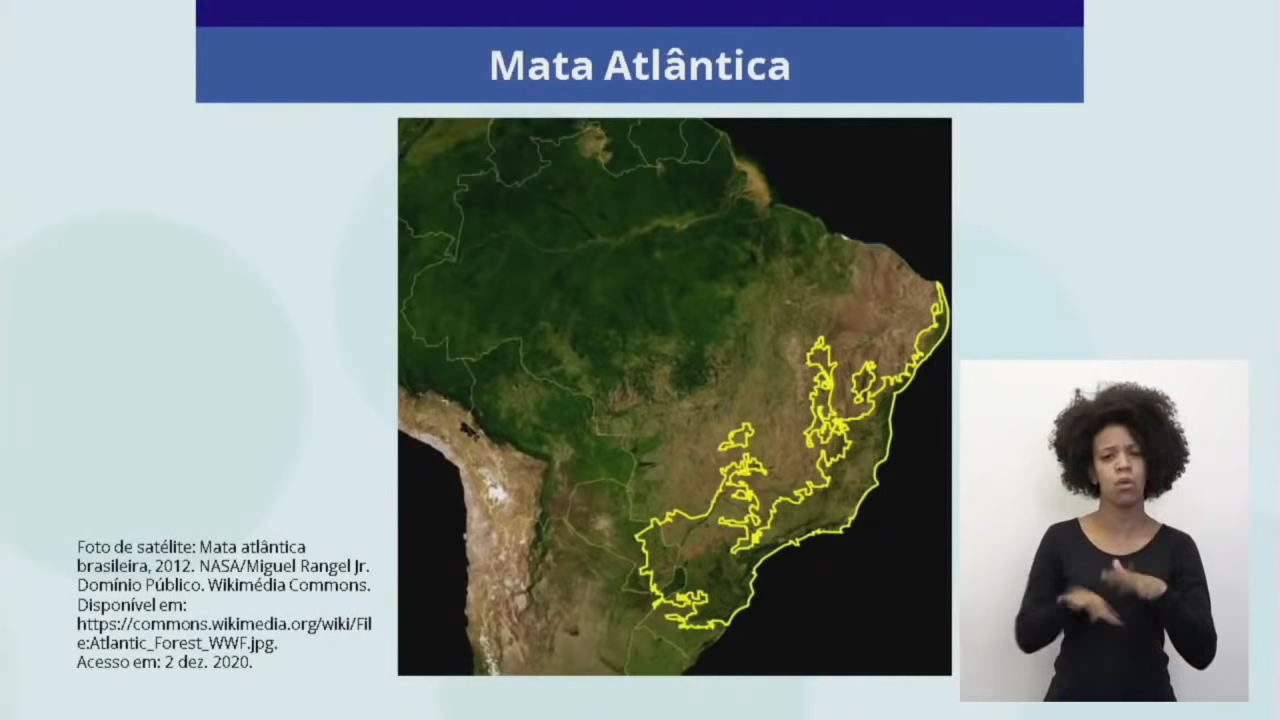 Mata Atlântica
Foto de satélite: Mata atlântica
brasileira, 2012. NASA/Miguel Rangel Jr.
Domínio Público. Wikimédia Commons.
Disponível em:
https://commons.wikimedia.org/wiki/Fil
e:Atlantic_Forest_WWF.jpg.
Acesso em: 2 dez. 2020.